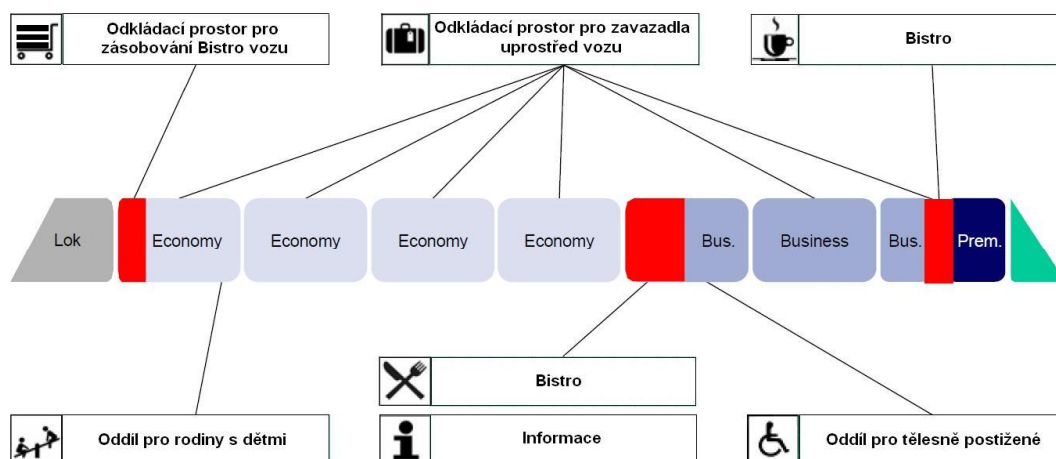 Odkládací prostor pro
zásobování Bistro vozu
Odkládací prostor pro zavazadla
uprostřed vozu
Bistro
Lok
Economy
Economy
Economy
Economy
Bus.
Business
Bus.
Prem.
Bistro
Oddíl pro rodiny s dětmi
Informace
Oddíl pro tělesně postižené